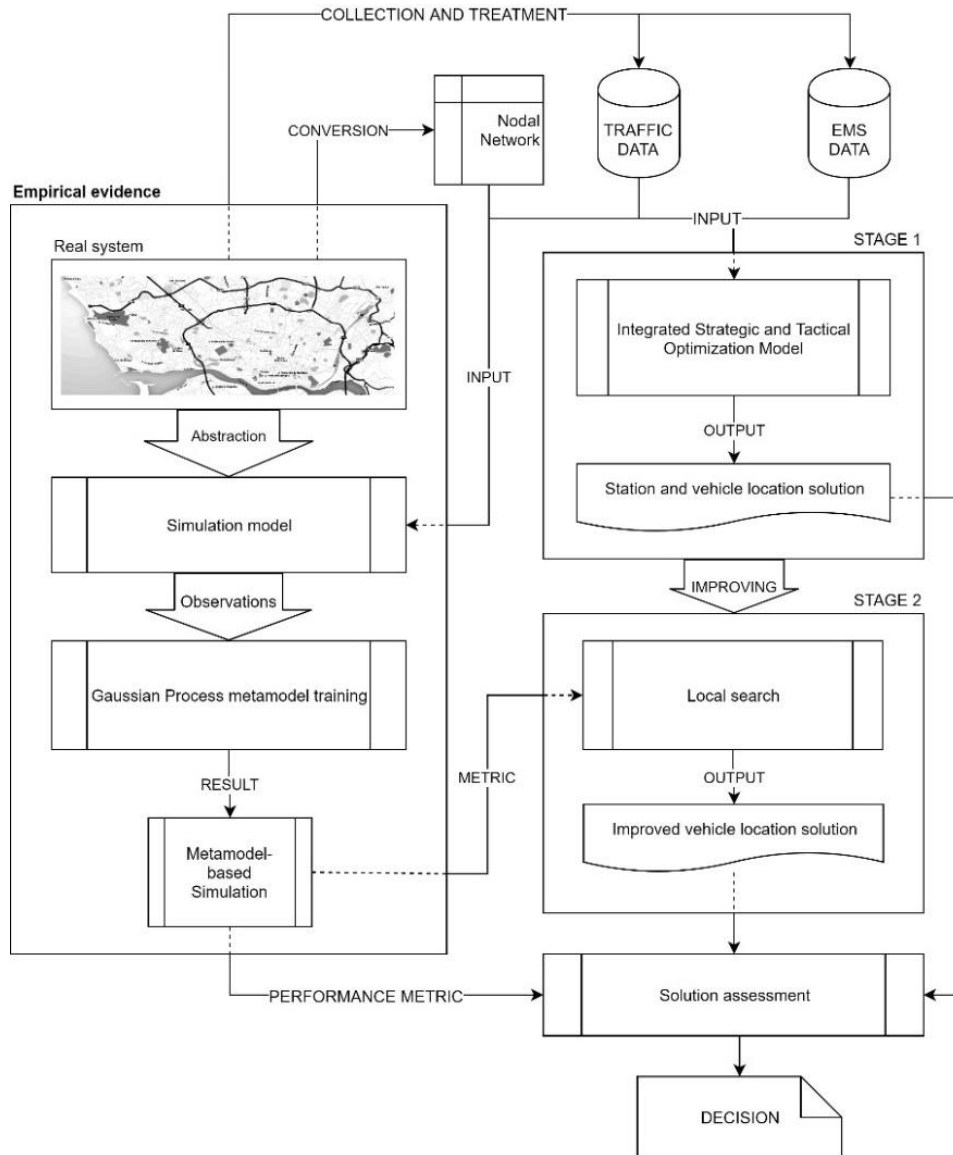 COLLECTION AND TREATMENT
CONVERSION
Nodal
Network
TRAFFIC
DATA
EMS
DATA
Empirical evidence
Real system
INPUT
STAGE 1
Integrated Strategic and Tactical
Optimization Model
INPUT
Abstraction
OUTPUT
Station and vehicle location solution
Simulation model
IMPROVING
Observations
STAGE 2
Gaussian Process metamodel training
Local search
RESULT
METRIC
OUTPUT
Metamodel-
based
Simulation
Improved vehicle location solution
PERFORMANCE METRIC
Solution assessment
DECISION